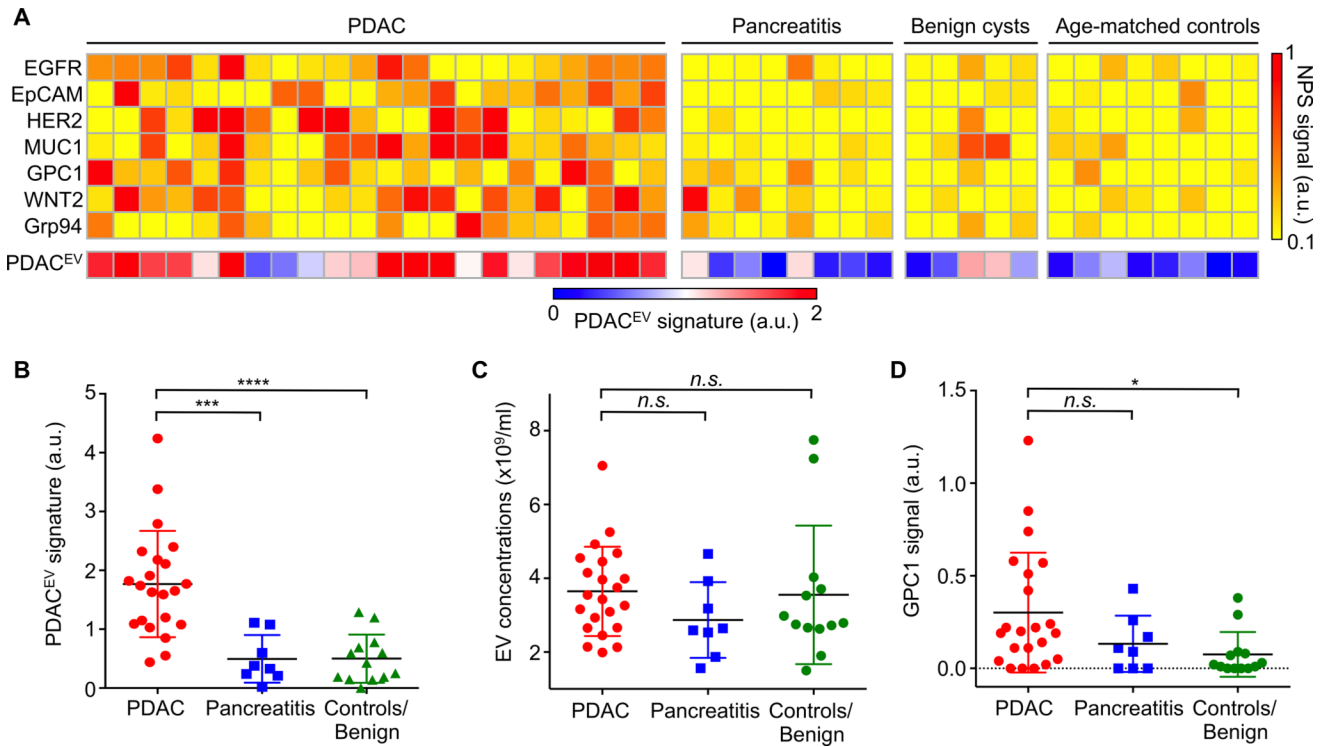 A
PDAC
Pancreatitis
Benign cysts
Age-matched controls
EGFR
EpCAM
HER2
MUC1
GPC1
WNT2
Grp94
PDAC^EV
1
NPS signal (a.u.)
0.1
0
2
PDAC^EV signature (a.u.)
B
PDAC^EV signature (a.u.)
5
4
3
2
1
0
****
***
PDAC
Pancreatitis
Controls/
Benign
C
EV concentrations (x10⁹/ml)
8
6
4
2
n.s.
n.s.
PDAC
Pancreatitis
Controls/
Benign
D
GPC1 signal (a.u.)
1.5
1.0
0.5
0.0
*
n.s.
PDAC
Pancreatitis
Controls/
Benign